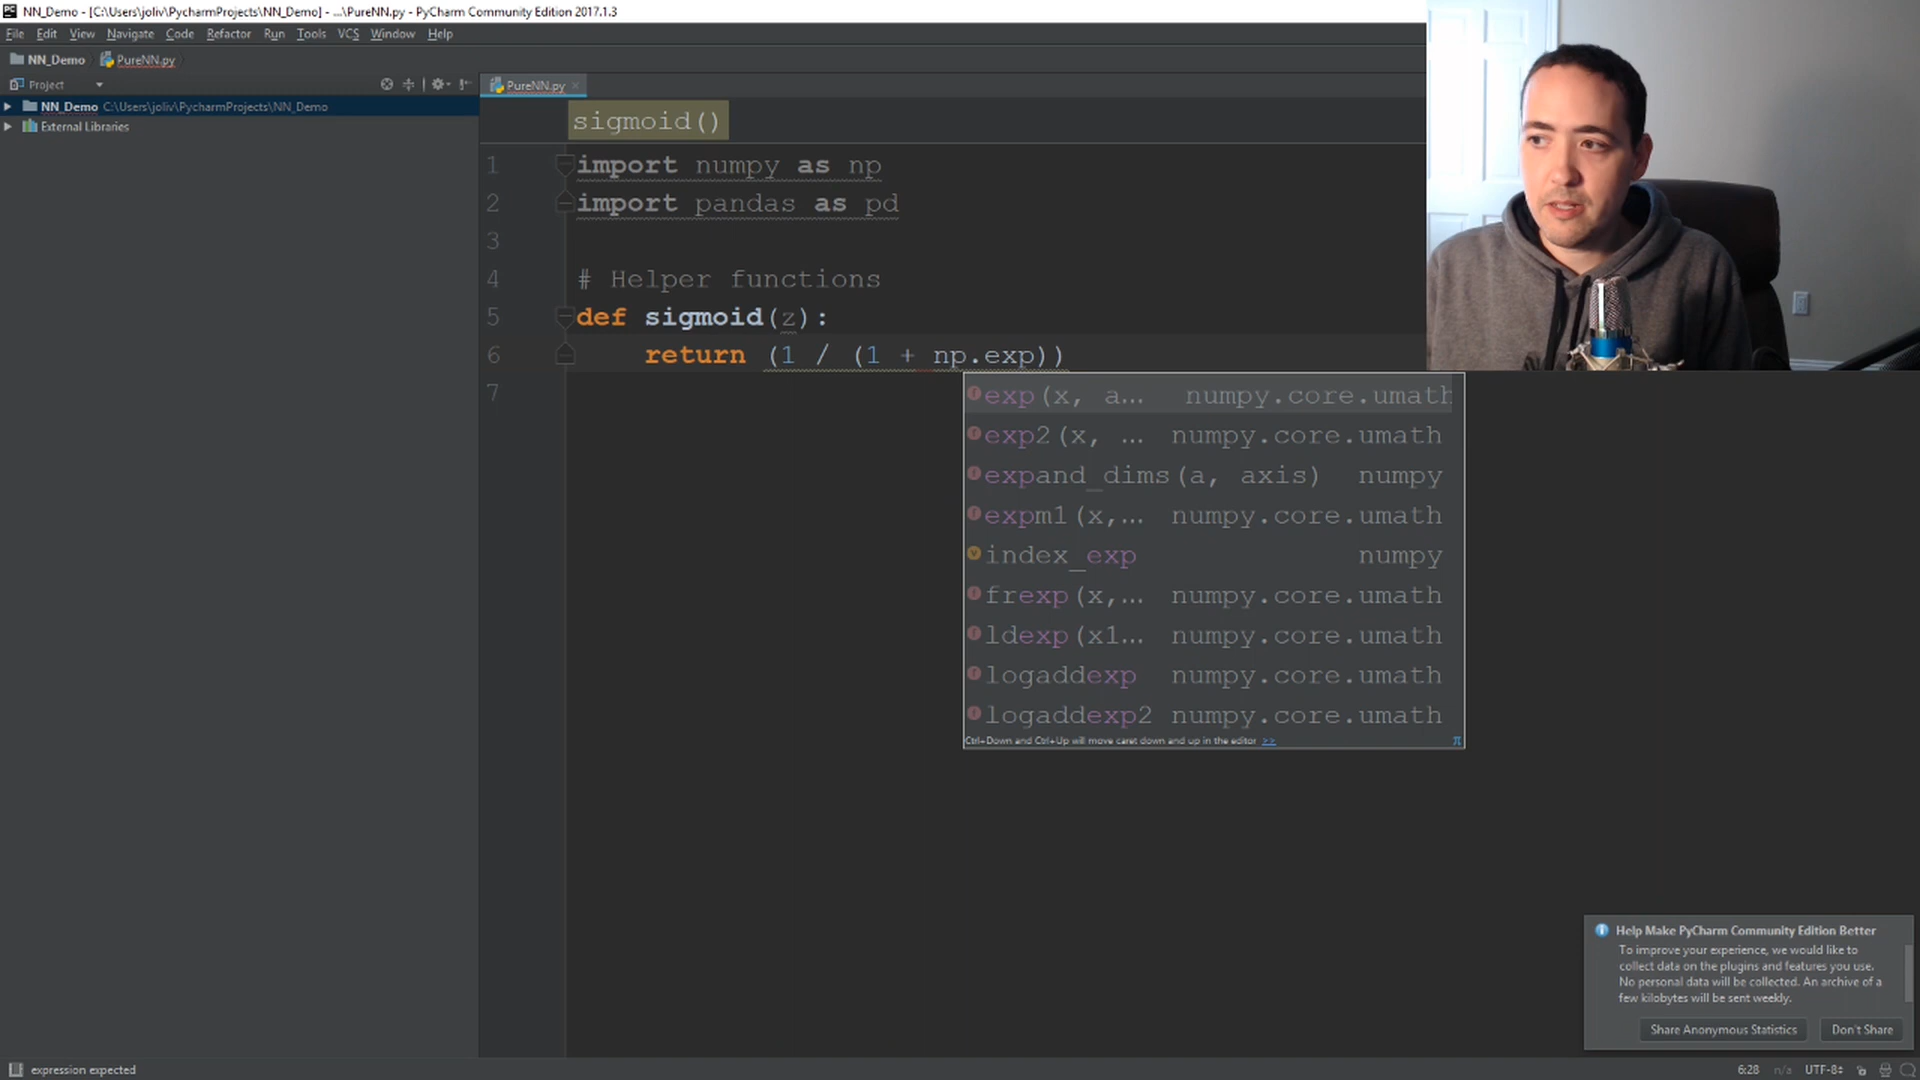 NN_Demo - [C:\Users\joliv\PycharmProjects\NN_Demo] - ...\PureNN.py - PyCharm Community Edition 2017.1.3
File Edit View Navigate Code Refactor Run Tools VCS Window Help
NN_Demo PureNN.py
Project
PureNN.py
NN_Demo C:\Users\joliv\PycharmProjects\NN_Demo
External Libraries
sigmoid()
1 import numpy as np
2 import pandas as pd
3
4 # Helper functions
5 def sigmoid(z):
6 return (1 / (1 + np.exp))
7
exp(x, a... numpy.core.umath
exp2(x, ... numpy.core.umath
expand_dims(a, axis) numpy
expm1(x,... numpy.core.umath
index_exp numpy
frexp(x,... numpy.core.umath
ldexp(x1... numpy.core.umath
logaddexp numpy.core.umath
logaddexp2 numpy.core.umath
Ctrl+Down and Ctrl+Up will move caret down and up in the editor >> π
Help Make PyCharm Community Edition Better
To improve your experience, we would like to
collect data on the plugins and features you use.
No personal data will be collected. An archive of a
few kilobytes will be sent weekly.
Share Anonymous Statistics Don't Share
expression expected 6:28 n/a UTF-8